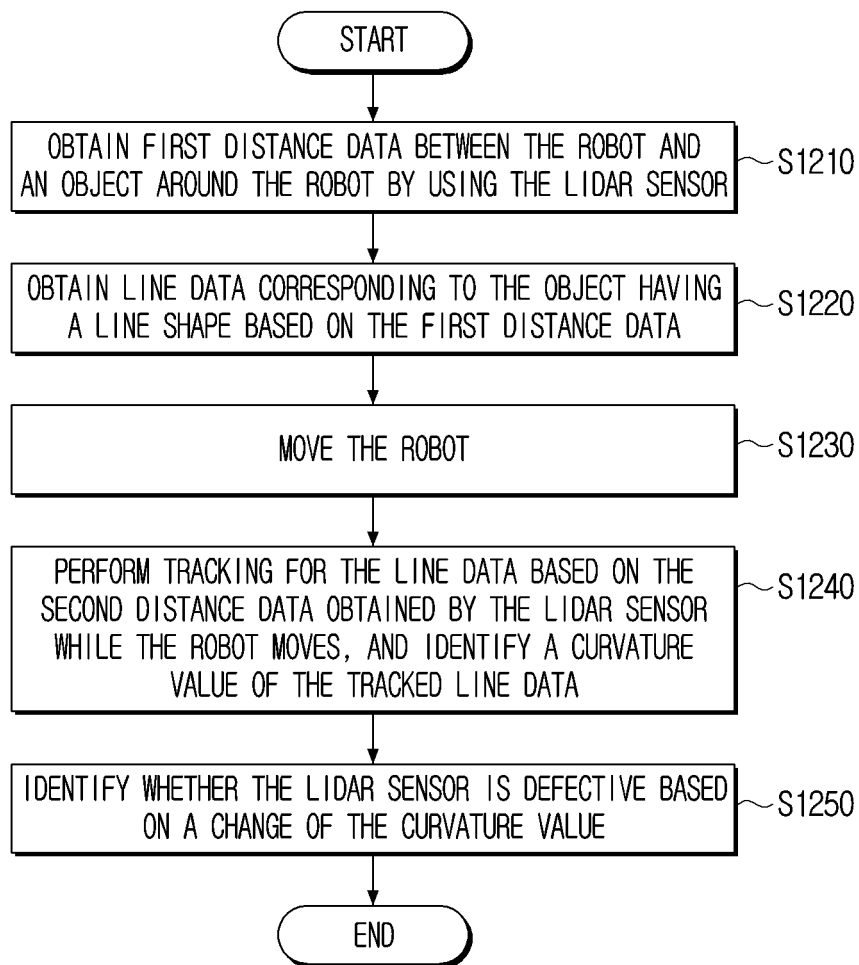 START
OBTAIN FIRST DISTANCE DATA BETWEEN THE ROBOT AND
AN OBJECT AROUND THE ROBOT BY USING THE LIDAR SENSOR
S1210
OBTAIN LINE DATA CORRESPONDING TO THE OBJECT HAVING
A LINE SHAPE BASED ON THE FIRST DISTANCE DATA
S1220
MOVE THE ROBOT
S1230
PERFORM TRACKING FOR THE LINE DATA BASED ON THE
SECOND DISTANCE DATA OBTAINED BY THE LIDAR SENSOR
WHILE THE ROBOT MOVES, AND IDENTIFY A CURVATURE
VALUE OF THE TRACKED LINE DATA
S1240
IDENTIFY WHETHER THE LIDAR SENSOR IS DEFECTIVE BASED
ON A CHANGE OF THE CURVATURE VALUE
S1250
END